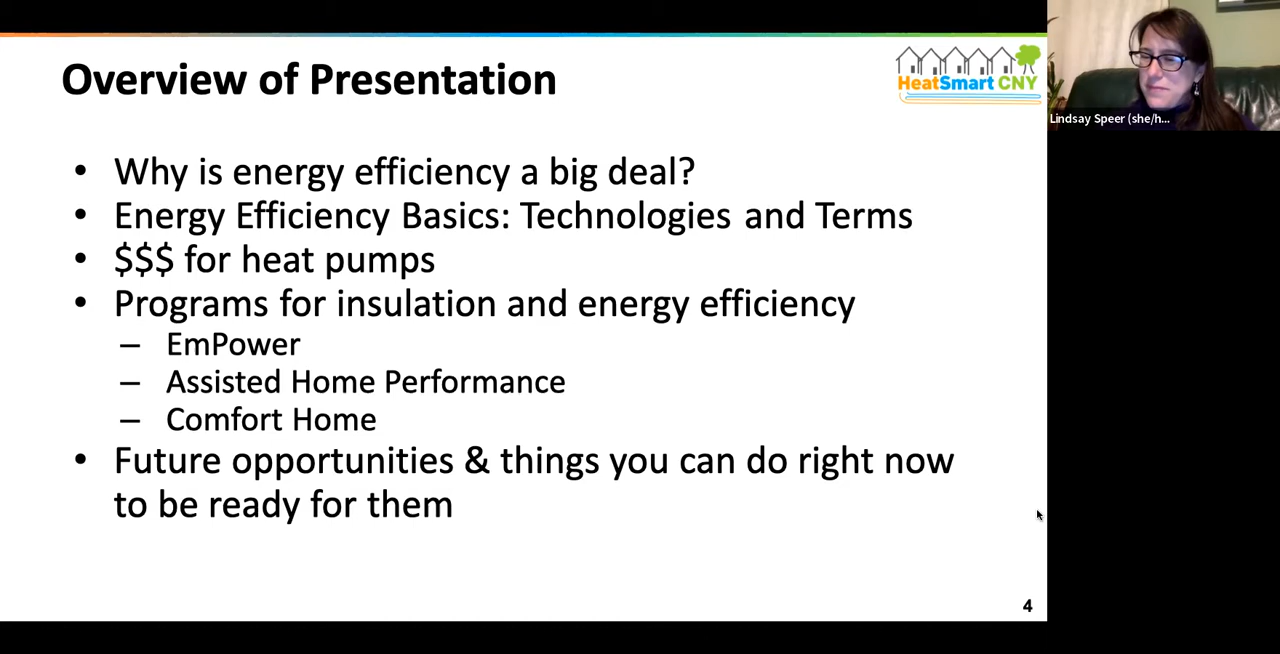 Overview of Presentation
HeatSmart CNY
Lindsay Speer (she/h...
• Why is energy efficiency a big deal?
• Energy Efficiency Basics: Technologies and Terms
• $$$ for heat pumps
• Programs for insulation and energy efficiency
– EmPower
– Assisted Home Performance
– Comfort Home
• Future opportunities & things you can do right now
to be ready for them
4